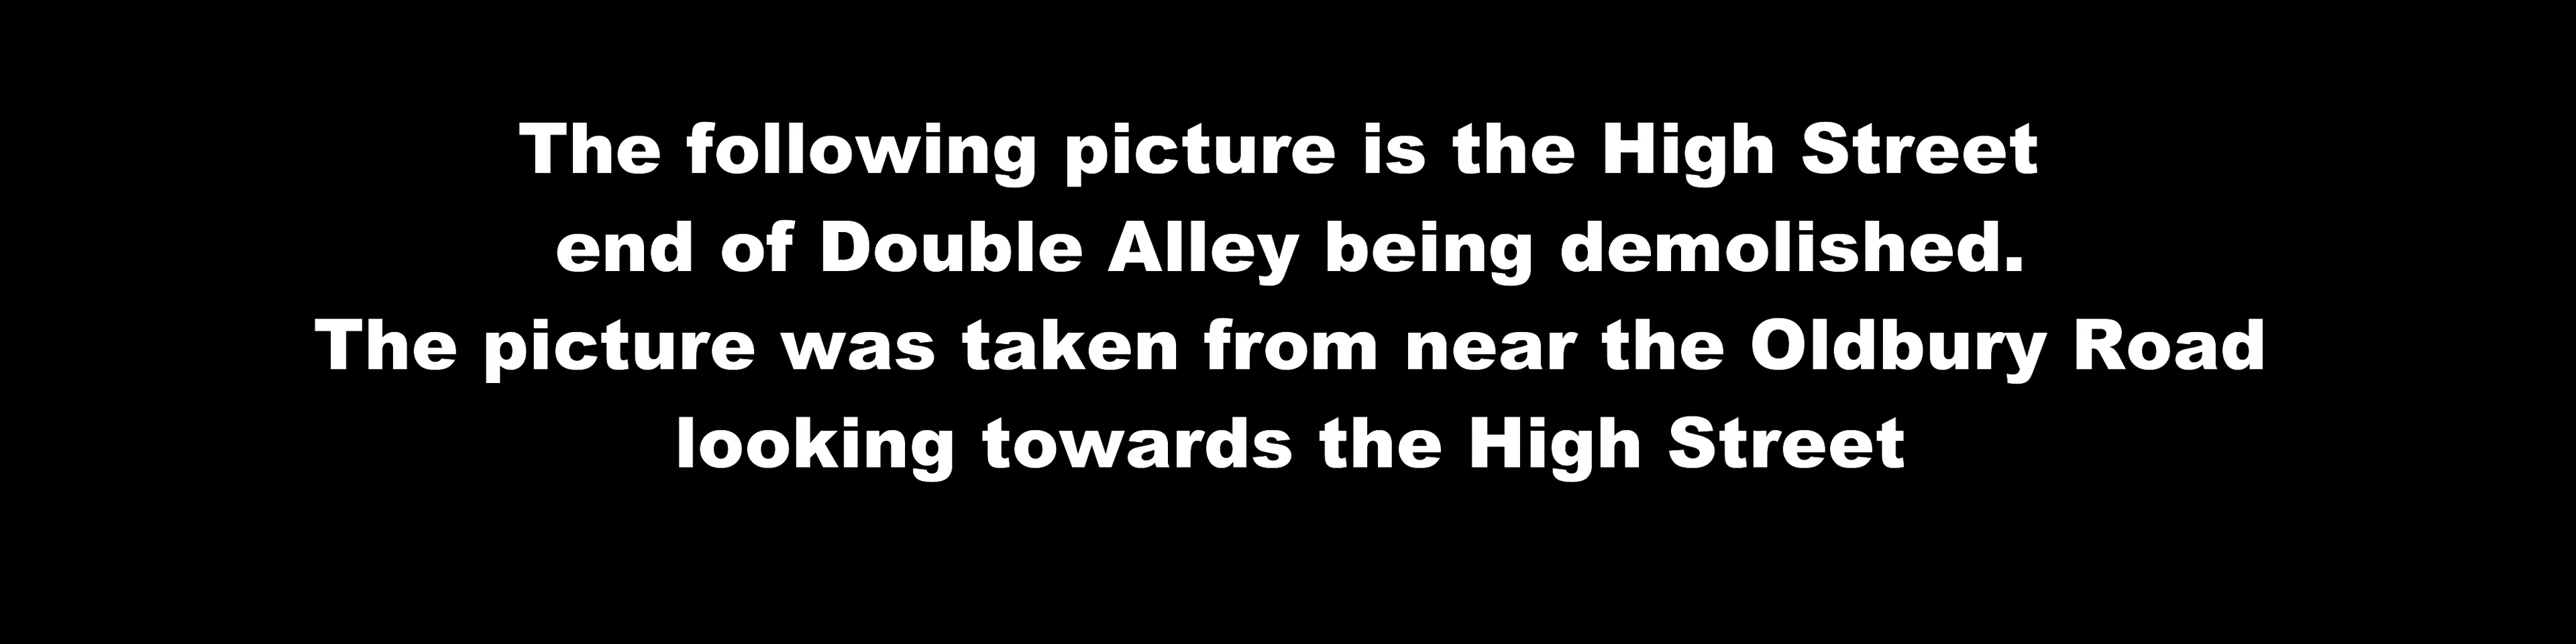 The following picture is the High Street
end of Double Alley being demolished.
The picture was taken from near the Oldbury Road
looking towards the High Street